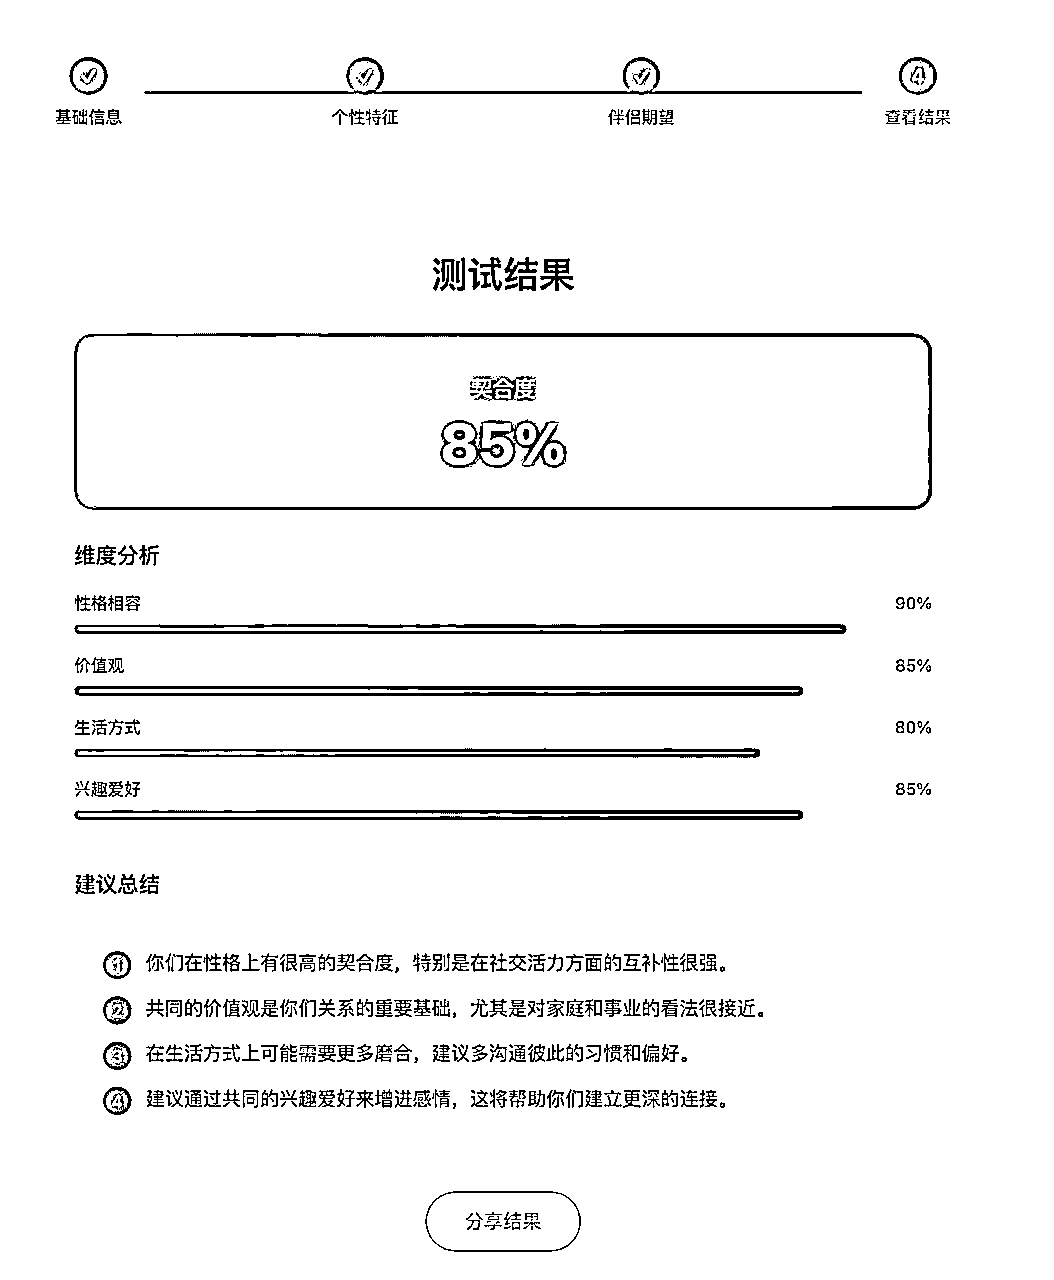 基础信息
个性特征
伴侣期望
4
查看结果
测试结果
契合度
85%
维度分析
性格相容 90%
价值观 85%
生活方式 80%
兴趣爱好 85%
建议总结
1 你们在性格上有很高的契合度，特别是在社交活力方面的互补性很强。
2 共同的价值观是你们关系的重要基础，尤其是对家庭和事业的看法很接近。
3 在生活方式上可能需要更多磨合，建议多沟通彼此的习惯和偏好。
4 建议通过共同的兴趣爱好来增进感情，这将帮助你们建立更深的连接。
分享结果